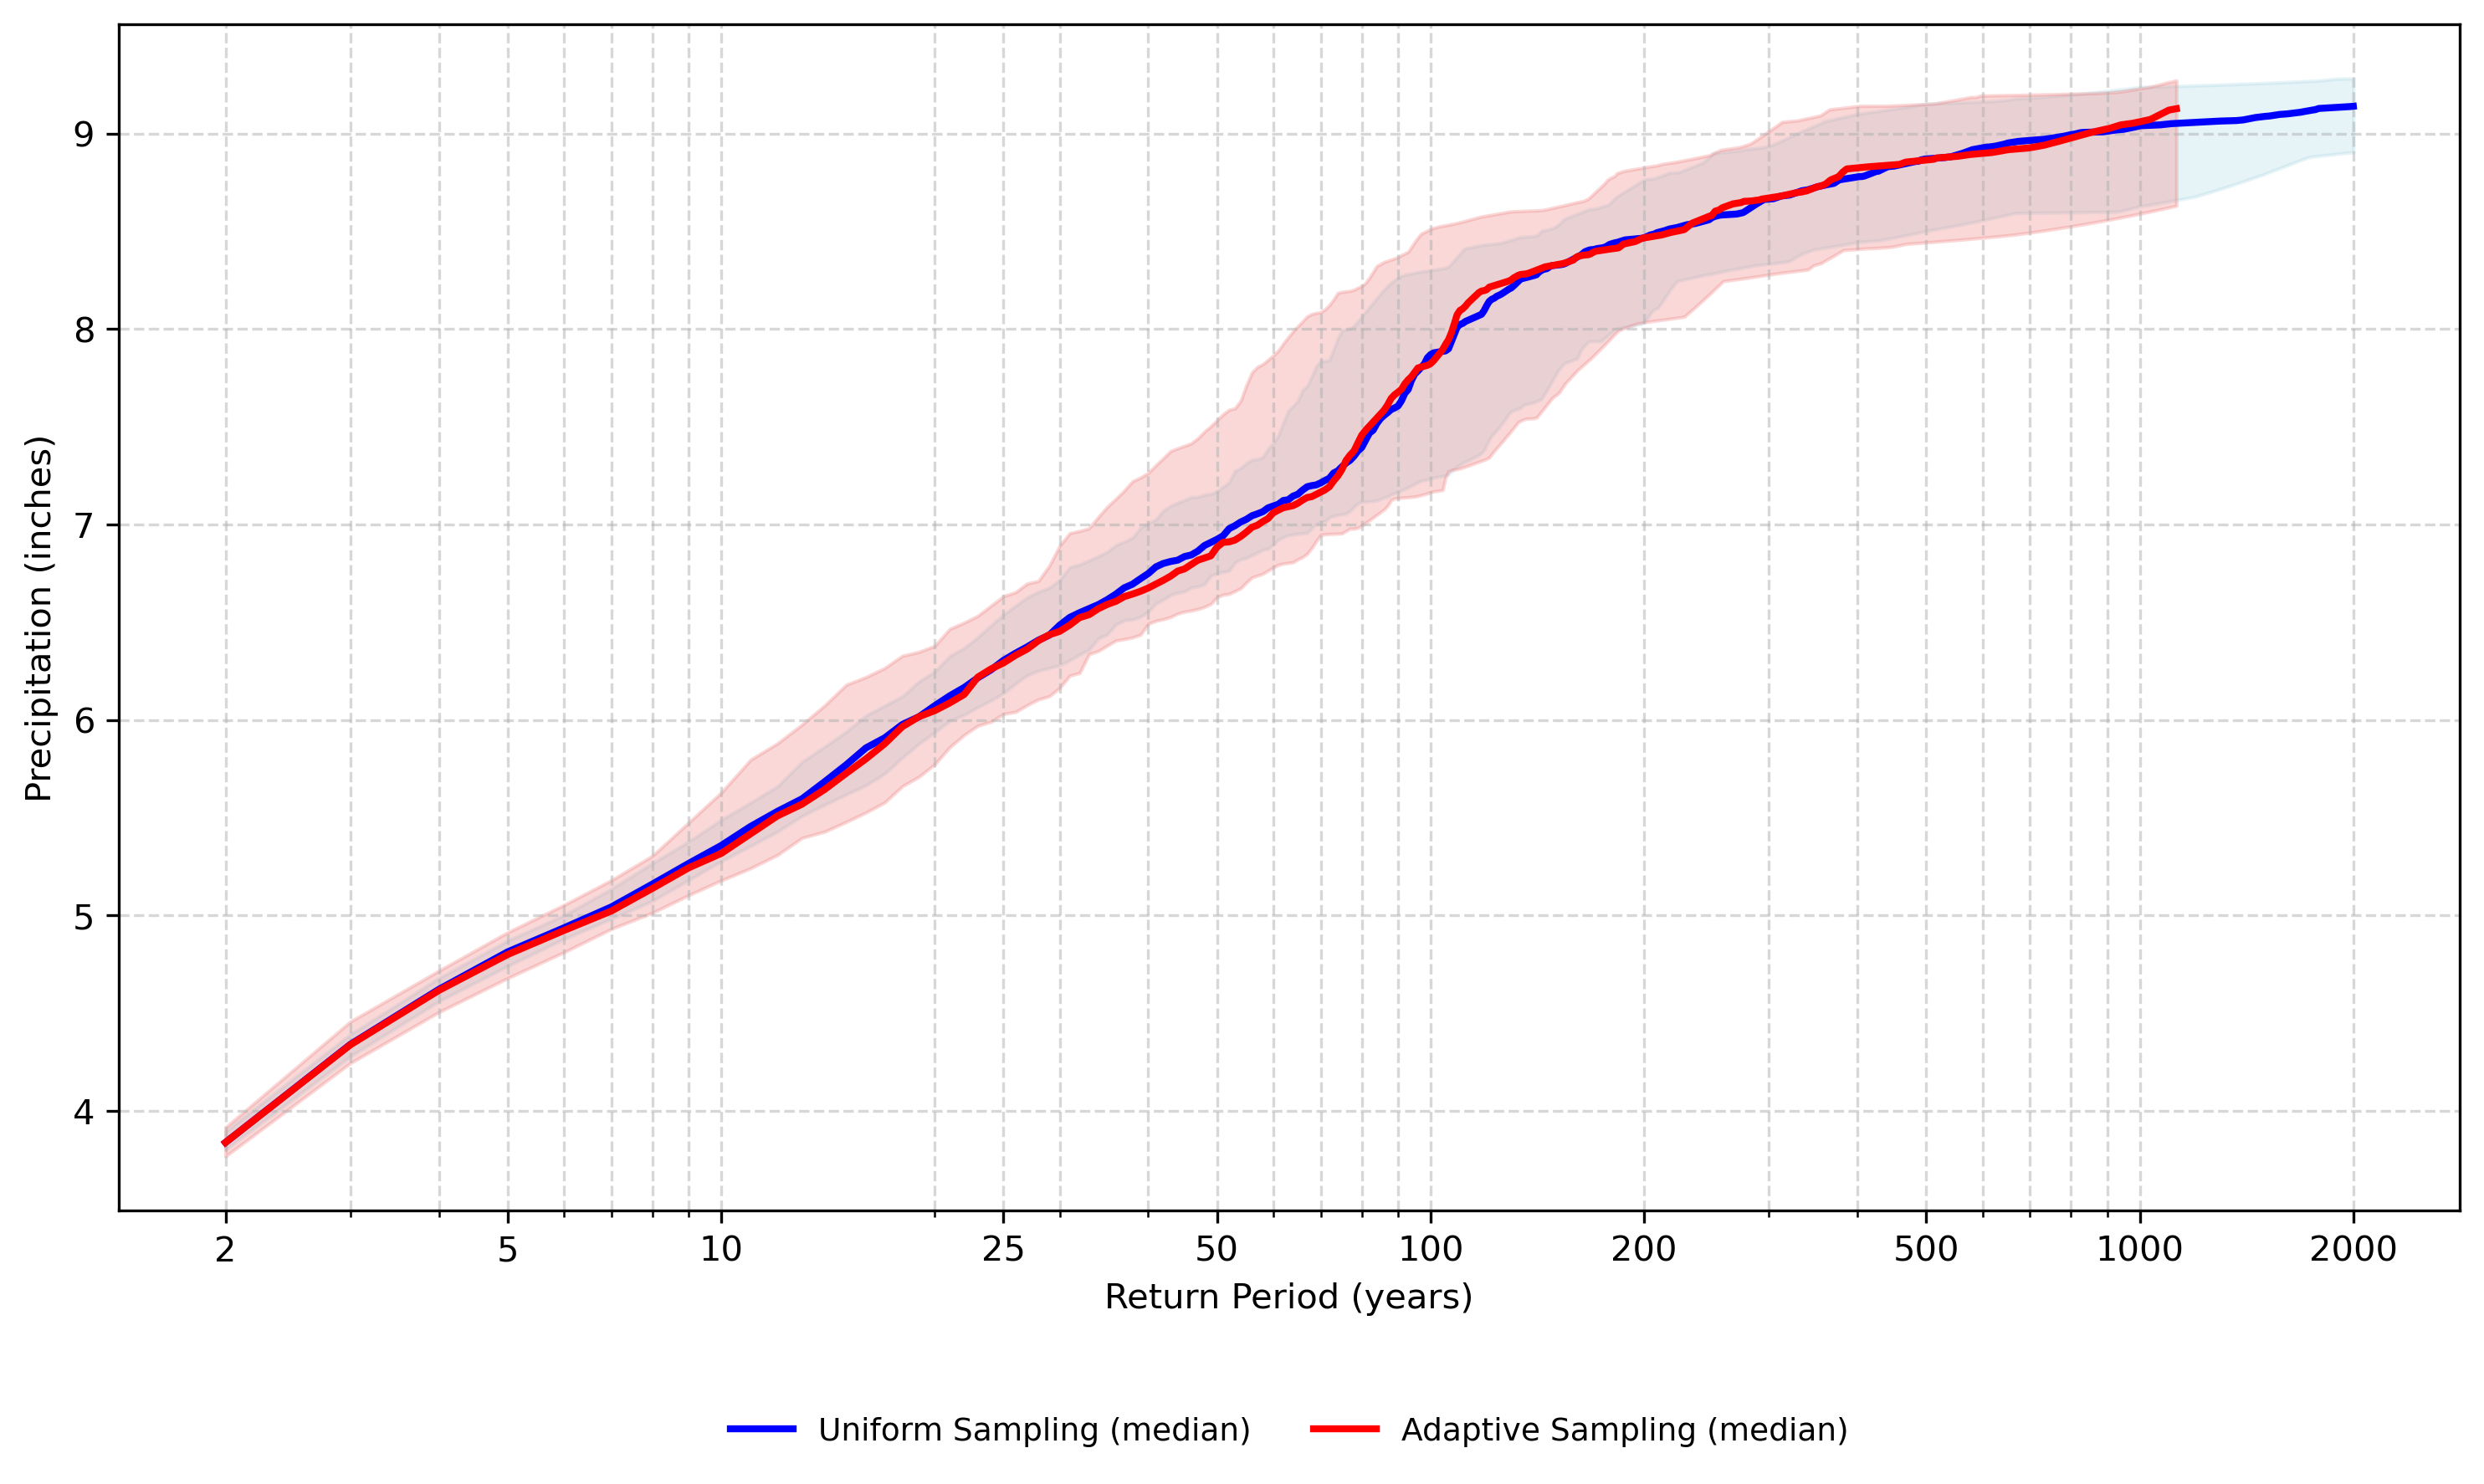 9
8
7
6
5
4
Precipitation (inches)
2 5 10 25 50 100 200 500 1000 2000
Return Period (years)
Uniform Sampling (median) Adaptive Sampling (median)